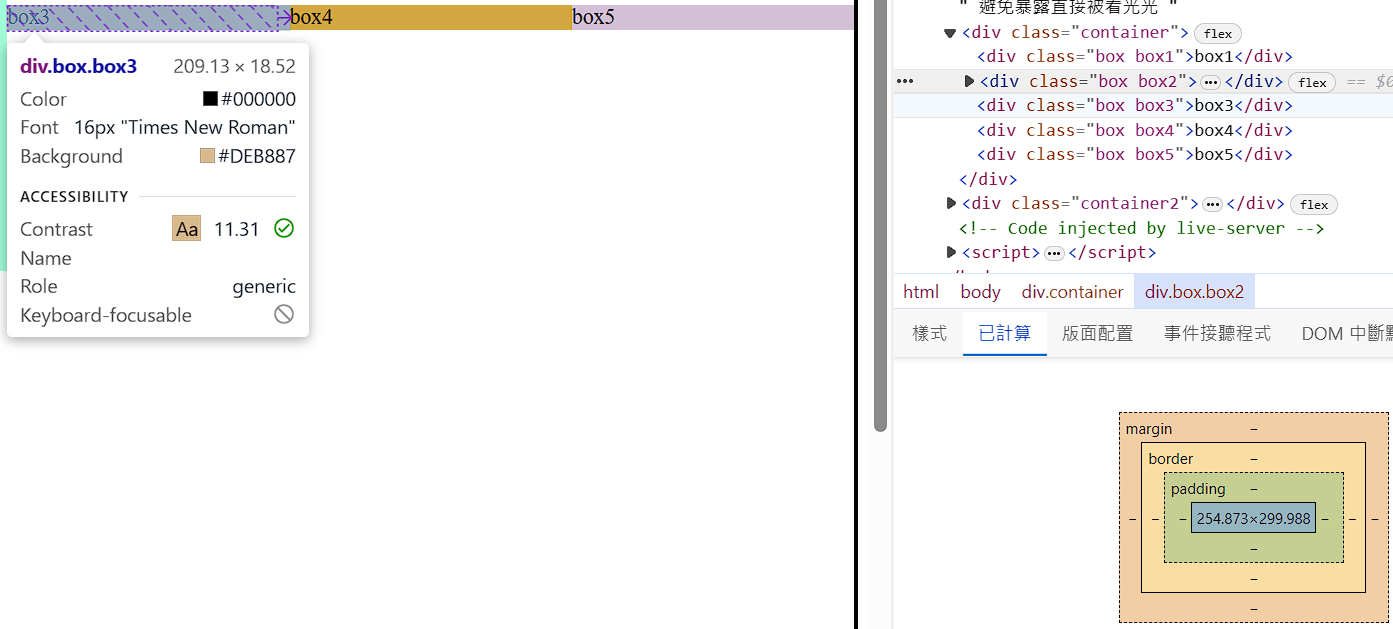 box3
box4
box5
div.box.box3 209.13 × 18.52
Color #000000
Font 16px "Times New Roman"
Background #DEB887
ACCESSIBILITY
Contrast Aa 11.31
Name
Role generic
Keyboard-focusable
" 避免暴露直接被看光光 "
<div class="container"> flex
<div class="box box1">box1</div>
<div class="box box2"> ··· </div> flex == $0
<div class="box box3">box3</div>
<div class="box box4">box4</div>
<div class="box box5">box5</div>
</div>
<div class="container2"> ··· </div> flex
<!-- Code injected by live-server -->
<script> ··· </script>
html body div.container div.box.box2
樣式 已計算 版面配置 事件接聽程式 DOM 中斷點
margin –
border –
padding –
– – – 254.873×299.988 – – –
–
–
–